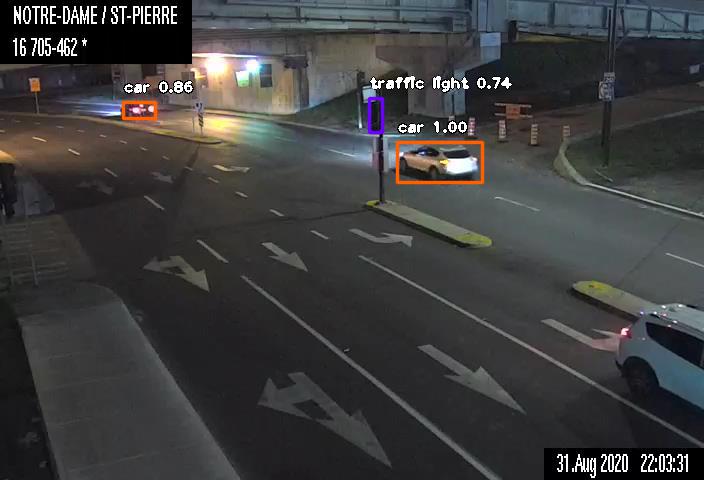 NOTRE-DAME / ST-PIERRE
16 705-462 *
car 0.86
traffic light 0.74
car 1.00
31.Aug 2020 22:03:31